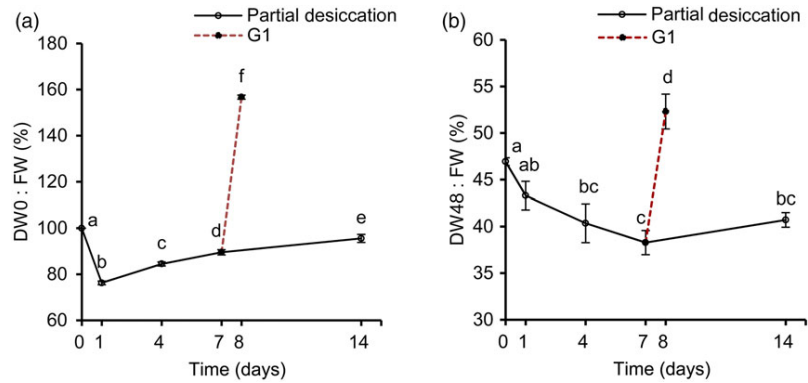 (a)
Partial desiccation
G1
DW0 : FW (%)
180
160
140
120
100
80
60
a
b
c
d
e
f
0 1 4 7 8 14
Time (days)
(b)
Partial desiccation
G1
DW48 : FW (%)
60
55
50
45
40
35
30
a
ab
bc
c
d
bc
0 1 4 7 8 14
Time (days)